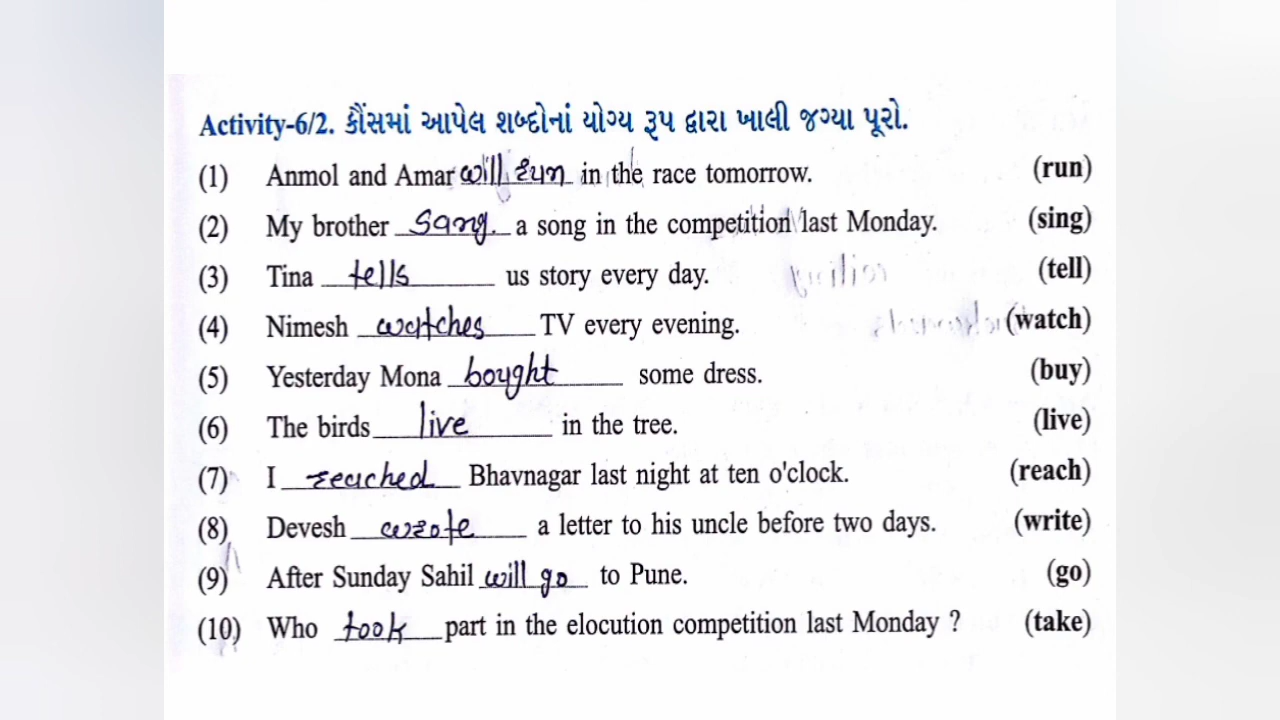 Activity-6/2. કૌંસમાં આપેલ શબ્દોનાં યોગ્ય રૂપ દ્વારા ખાલી જગ્યા પૂરો.
(1) Anmol and Amar will run in the race tomorrow. (run)
(2) My brother sang. a song in the competition last Monday. (sing)
(3) Tina tells us story every day. (tell)
(4) Nimesh watches TV every evening. (watch)
(5) Yesterday Mona bought some dress. (buy)
(6) The birds live in the tree. (live)
(7) I reached Bhavnagar last night at ten o'clock. (reach)
(8) Devesh wrote a letter to his uncle before two days. (write)
(9) After Sunday Sahil will go to Pune. (go)
(10) Who took part in the elocution competition last Monday ? (take)